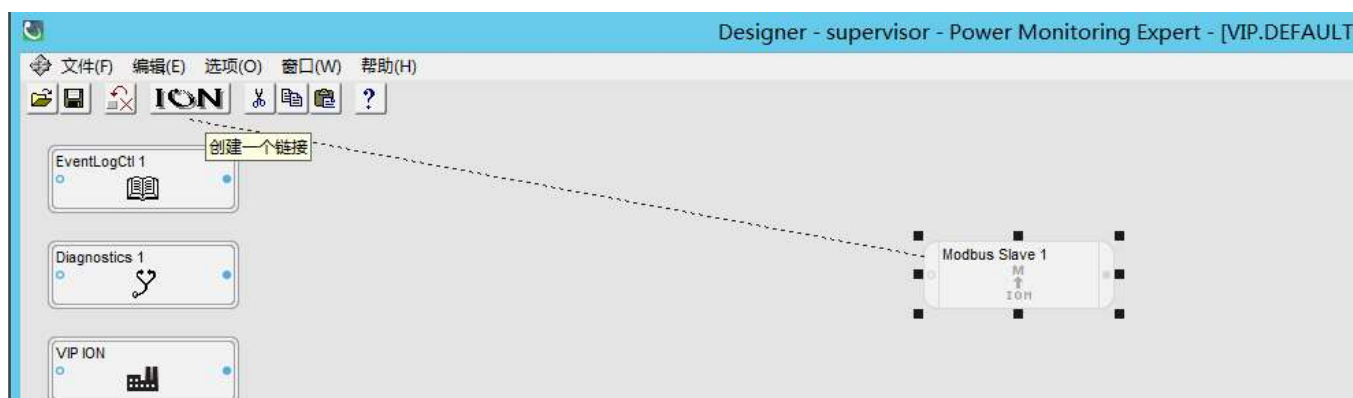 Designer - supervisor - Power Monitoring Expert - [VIP.DEFAULT
文件(F) 编辑(E) 选项(O) 窗口(W) 帮助(H)
ION ?
创建一个链接
EventLogCtl 1
Diagnostics 1
Modbus Slave 1
M
ION
VIP ION